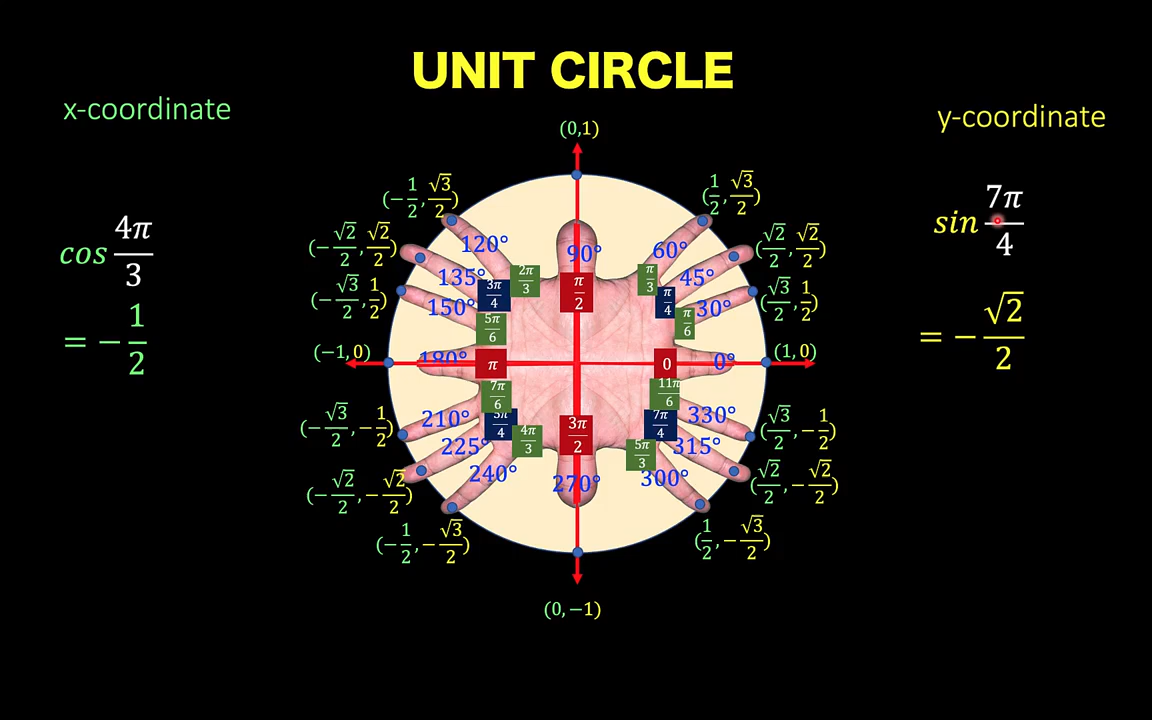 UNIT CIRCLE
x-coordinate
y-coordinate
(0,1)
(−1/2, √3/2)
(1/2, √3/2)
(−√2/2, √2/2)
(√2/2, √2/2)
(−√3/2, 1/2)
(√3/2, 1/2)
cos 4π/3
= −1/2
sin 7π/4
= −√2/2
120° 90° 60°
135° 45°
150° 30°
2π/3 π/2 π/3
3π/4 π/4
5π/6 π/6
(−1,0) 180° π 0 0° (1,0)
7π/6 11π/6
5π/4 7π/4
4π/3 3π/2 5π/3
210° 330°
225° 315°
240° 270° 300°
(−√3/2, −1/2)
(√3/2, −1/2)
(−√2/2, −√2/2)
(√2/2, −√2/2)
(−1/2, −√3/2)
(1/2, −√3/2)
(0,−1)